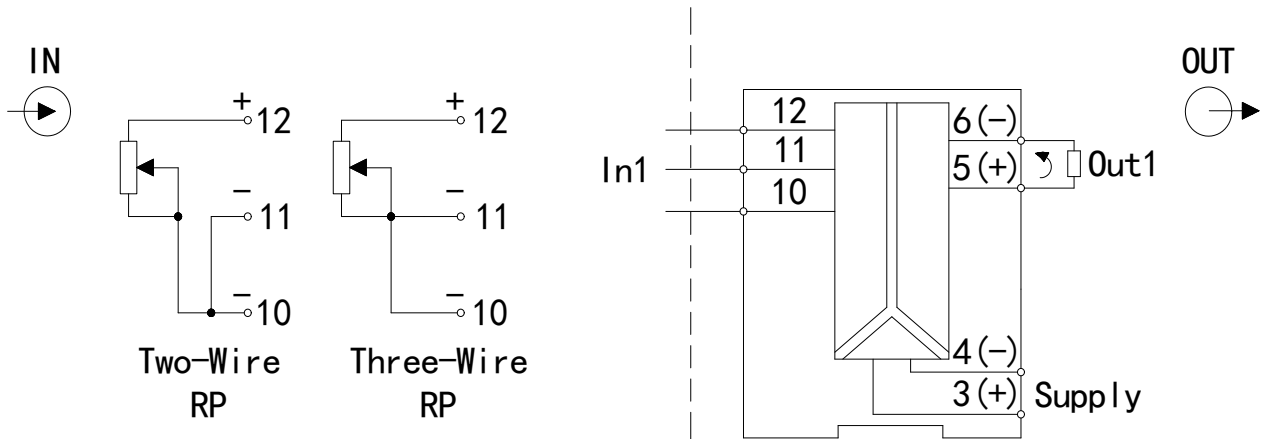 IN
+
12
−
11
−
10
Two-Wire
RP
+
12
−
11
−
10
Three-Wire
RP
In1
12
11
10
6(−)
5(+)
Out1
4(−)
3(+)
Supply
OUT